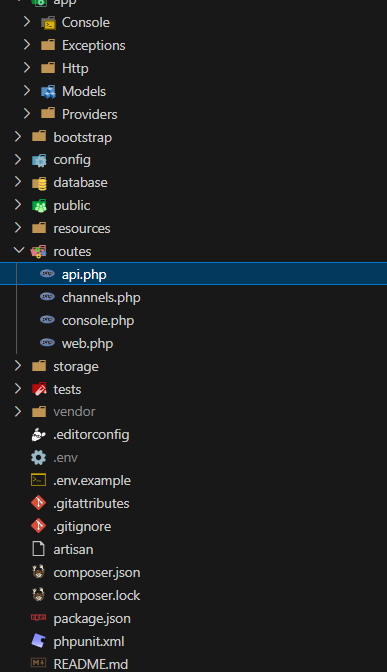 app
Console
Exceptions
Http
Models
Providers
bootstrap
config
database
public
resources
routes
api.php
channels.php
console.php
web.php
storage
tests
vendor
.editorconfig
.env
.env.example
.gitattributes
.gitignore
artisan
composer.json
composer.lock
package.json
phpunit.xml
README.md